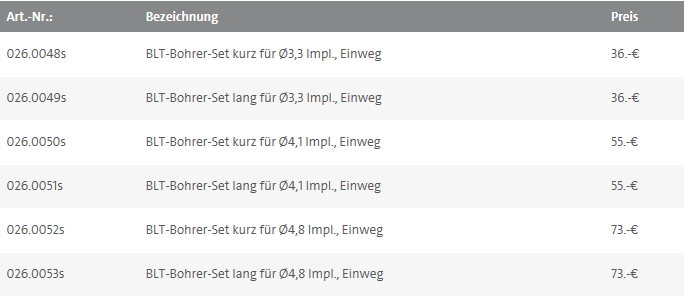 Art.-Nr.: Bezeichnung Preis
026.0048s BLT-Bohrer-Set kurz für Ø3,3 Impl., Einweg 36.-€
026.0049s BLT-Bohrer-Set lang für Ø3,3 Impl., Einweg 36.-€
026.0050s BLT-Bohrer-Set kurz für Ø4,1 Impl., Einweg 55.-€
026.0051s BLT-Bohrer-Set lang für Ø4,1 Impl., Einweg 55.-€
026.0052s BLT-Bohrer-Set kurz für Ø4,8 Impl., Einweg 73.-€
026.0053s BLT-Bohrer-Set lang für Ø4,8 Impl., Einweg 73.-€